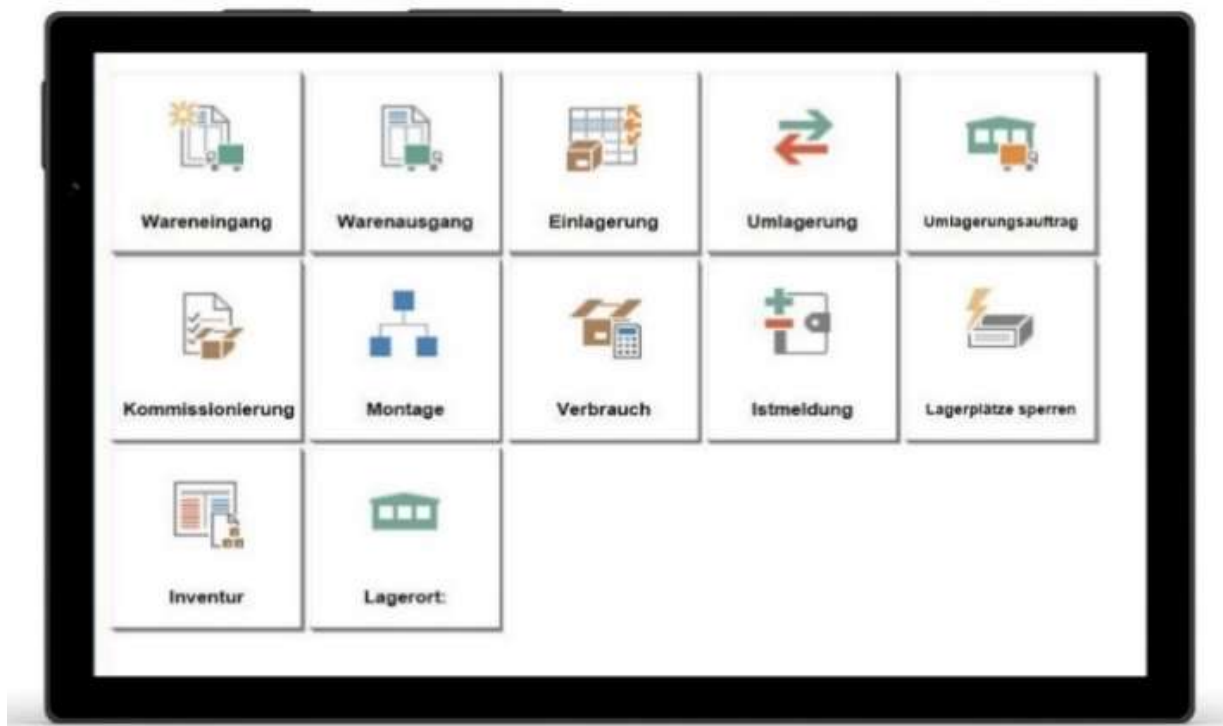 Wareneingang
Warenausgang
Einlagerung
Umlagerung
Umlagerungsauftrag
Kommissionierung
Montage
Verbrauch
Istmeldung
Lagerplätze sperren
Inventur
Lagerort: